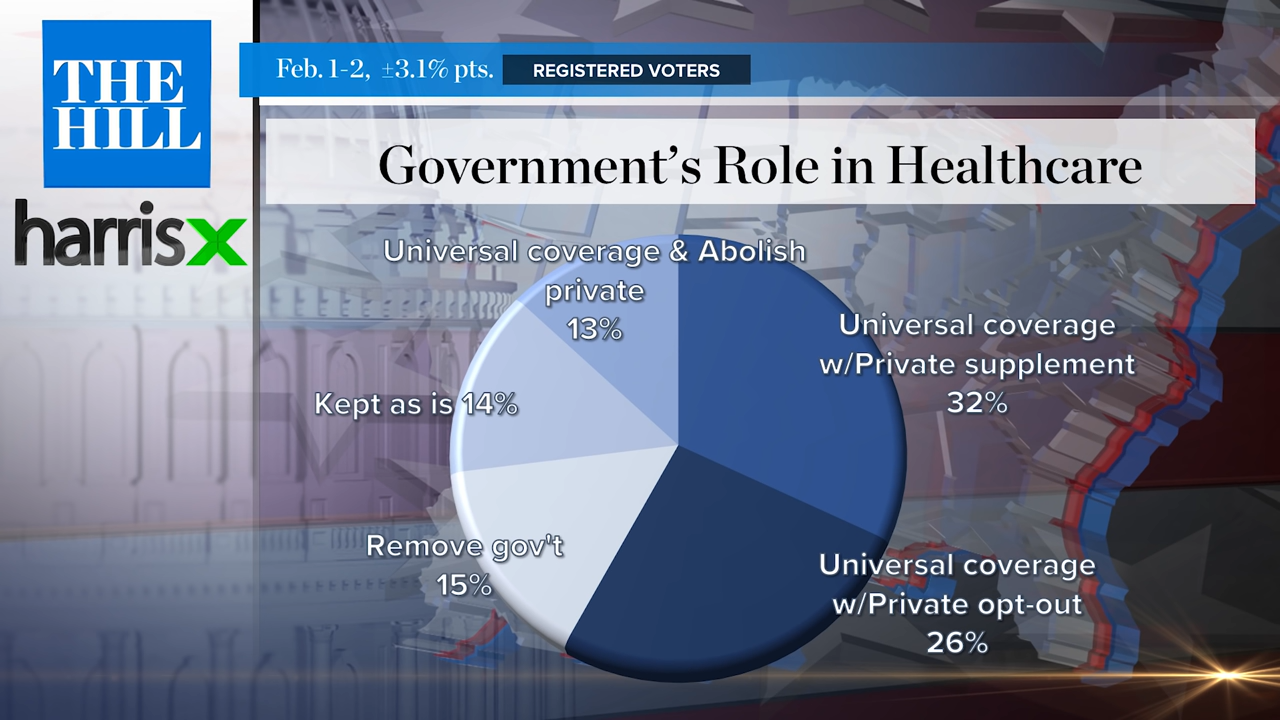 THE
HILL
harrisx
Feb. 1-2, ±3.1% pts.
REGISTERED VOTERS
Government's Role in Healthcare
Universal coverage & Abolish
private
13%
Universal coverage
w/Private supplement
32%
Kept as is 14%
Remove gov't
15%
Universal coverage
w/Private opt-out
26%